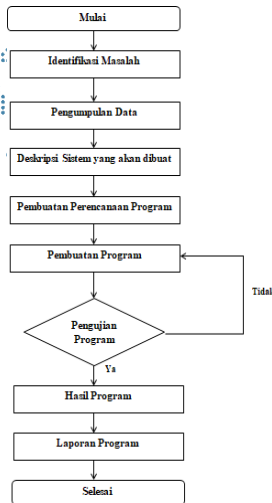 Mulai
Identifikasi Masalah
Pengumpulan Data
Deskripsi Sistem yang akan dibuat
Pembuatan Perencanaan Program
Pembuatan Program
Tidak
Pengujian
Program
Ya
Hasil Program
Laporan Program
Selesai